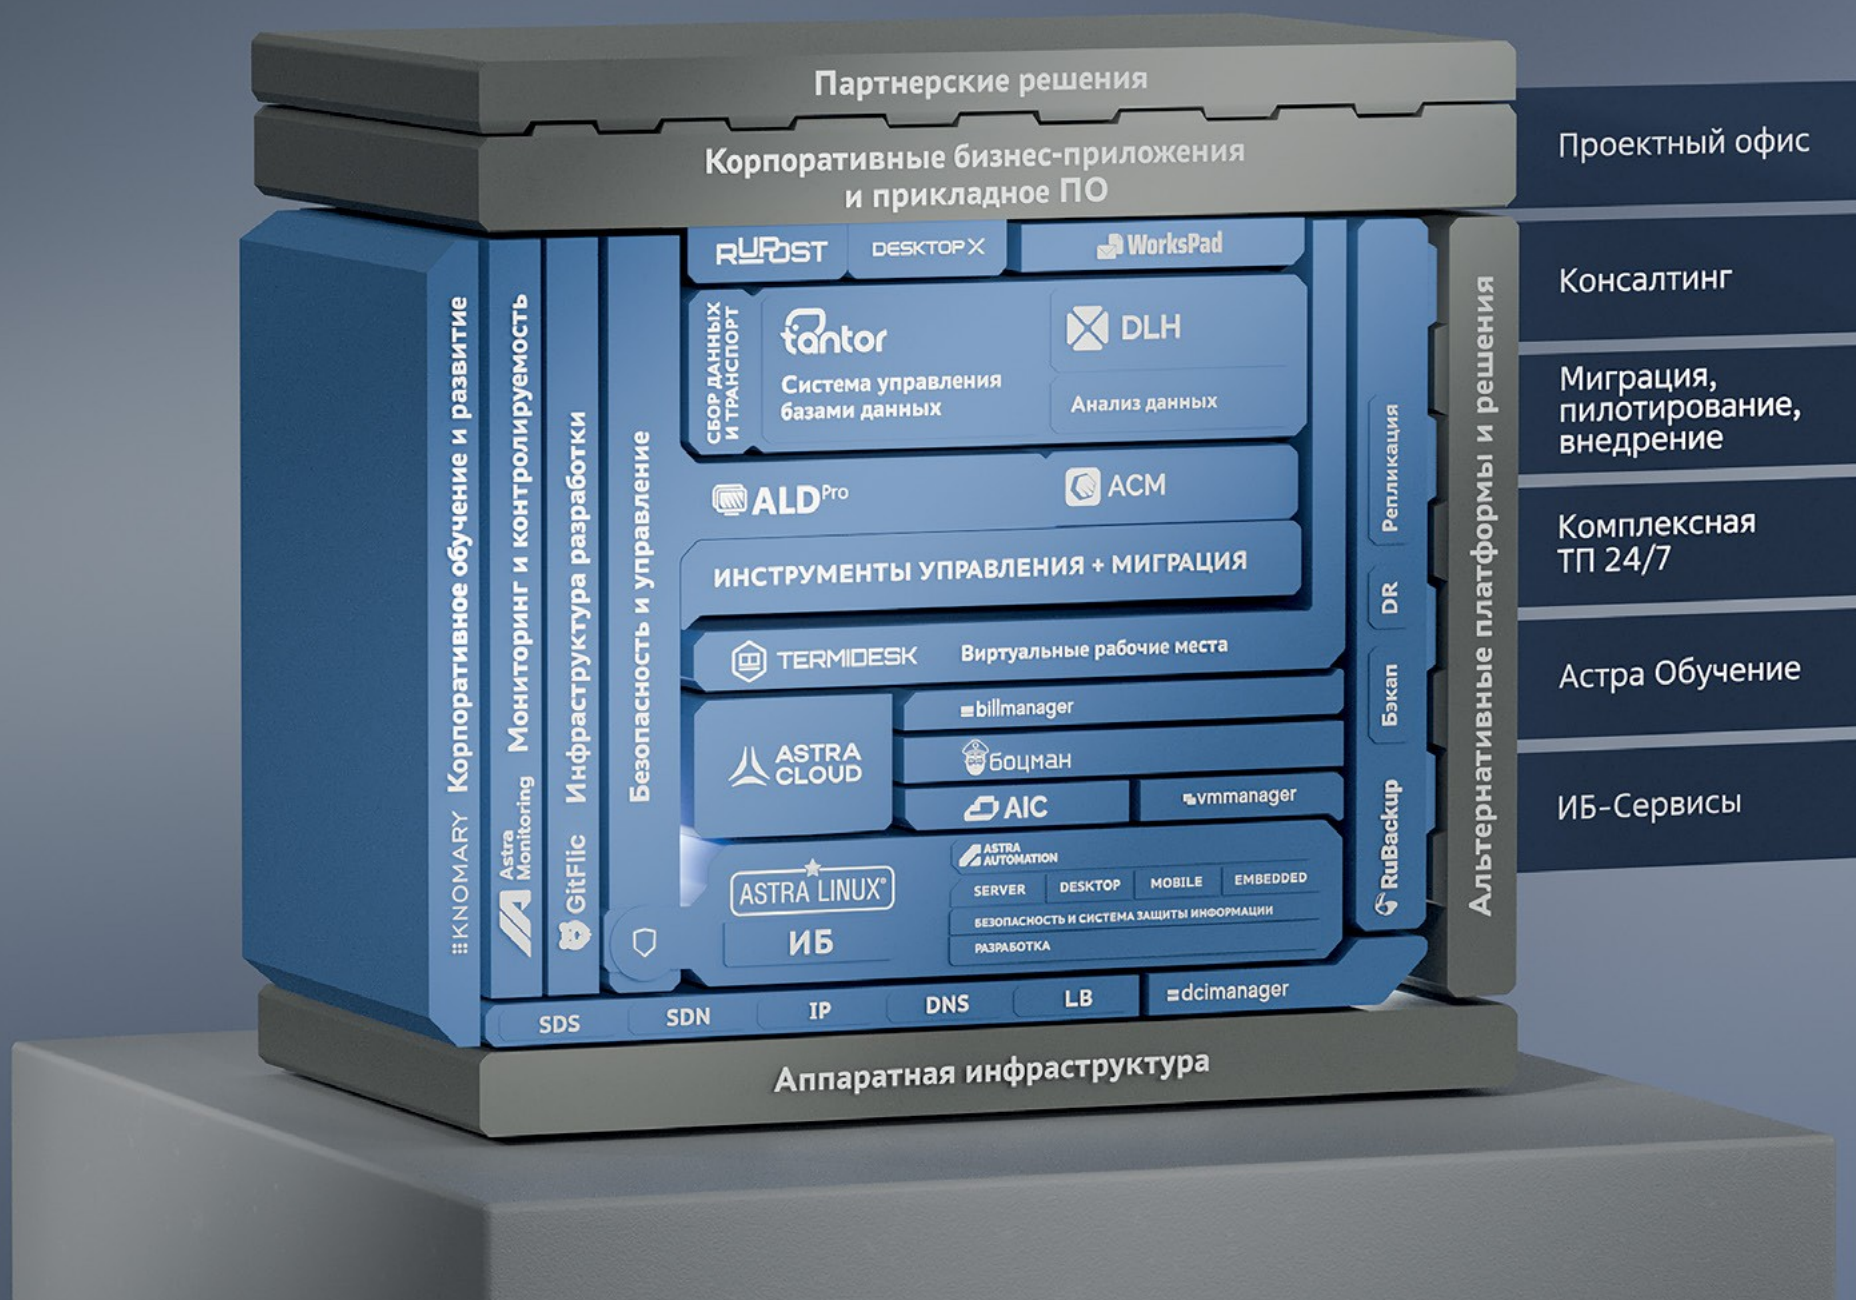 Партнерские решения
Корпоративные бизнес-приложения
и прикладное ПО
KNOMARY Корпоративное обучение и развитие
Astra
Monitoring
Мониторинг и контролируемость
GitFlic Инфраструктура разработки
Безопасность и управление
RUPOST
DESKTOP X
WorksPad
СБОР ДАННЫХ
И ТРАНСПОРТ
tantor
Система управления
базами данных
DLH
Анализ данных
ALD Pro
ACM
ИНСТРУМЕНТЫ УПРАВЛЕНИЯ + МИГРАЦИЯ
TERMIDESK
Виртуальные рабочие места
ASTRA
CLOUD
billmanager
боцман
AIC
vmmanager
ASTRA LINUX®
ИБ
ASTRA
AUTOMATION
SERVER
DESKTOP
MOBILE
EMBEDDED
БЕЗОПАСНОСТЬ И СИСТЕМА ЗАЩИТЫ ИНФОРМАЦИИ
РАЗРАБОТКА
SDS
SDN
IP
DNS
LB
dcimanager
RuBackup
Бэкап
DR
Репликация
Альтернативные платформы и решения
Аппаратная инфраструктура
Проектный офис
Консалтинг
Миграция,
пилотирование,
внедрение
Комплексная
ТП 24/7
Астра Обучение
ИБ-Сервисы